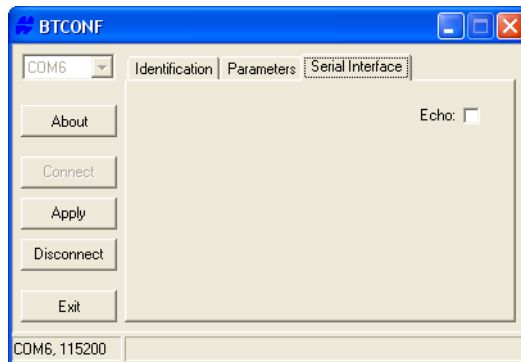 BTCONF
COM6
Identification
Parameters
Serial Interface
About
Echo:
Connect
Apply
Disconnect
Exit
COM6, 115200